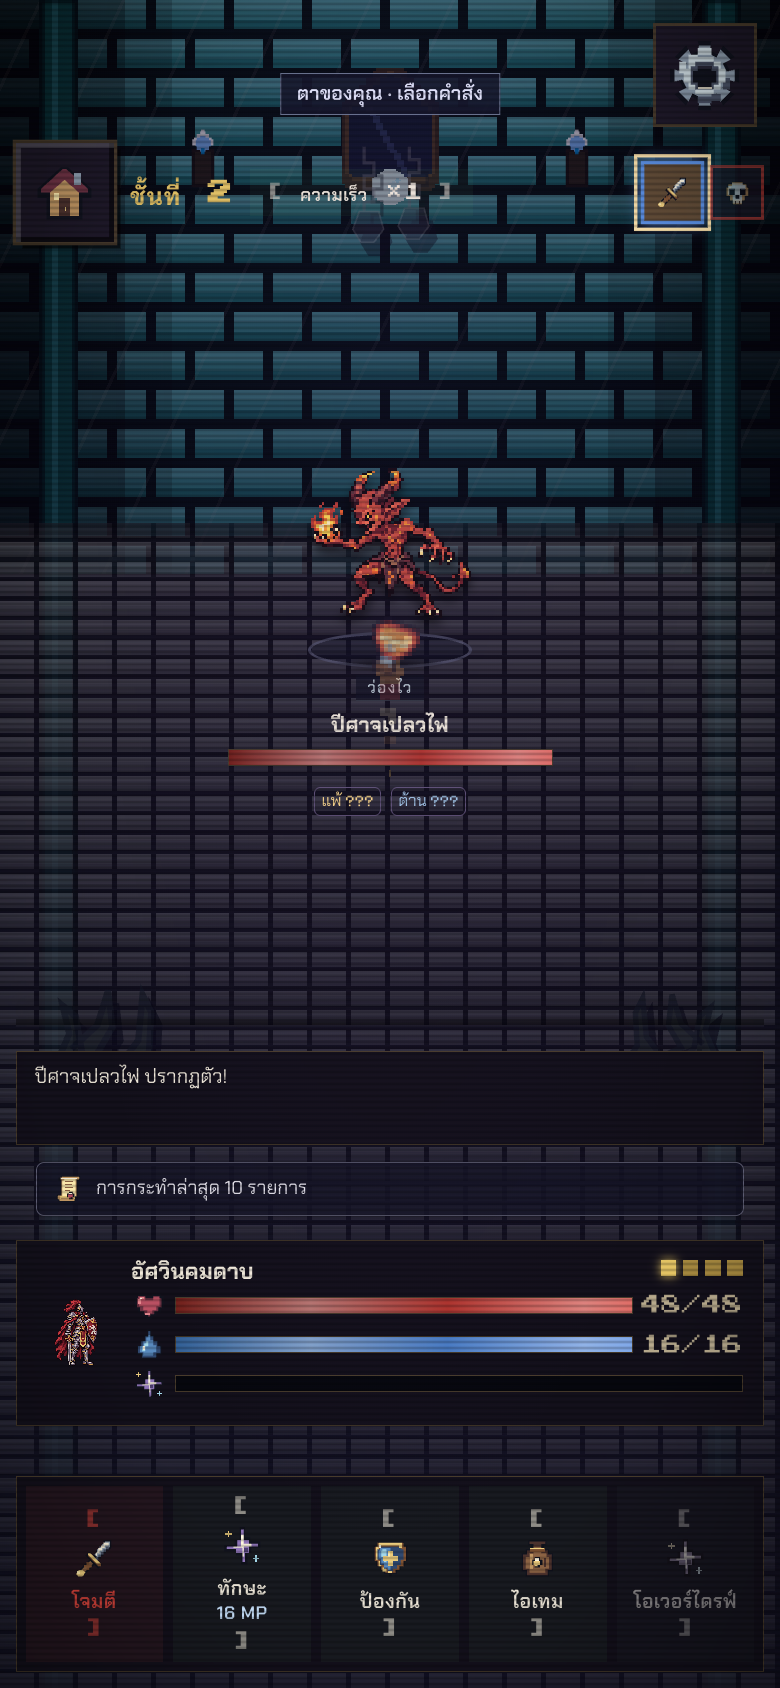 ตาของคุณ · เลือกคำสั่ง
ชั้นที่ 2 [ ความเร็ว ×1 ]
ว่องไว
ปีศาจเปลวไฟ
แพ้ ??? ต้าน ???
ปีศาจเปลวไฟ ปรากฏตัว!
การกระทำล่าสุด 10 รายการ
อัศวินคมดาบ
48/48
16/16
[ โจมตี ]
[ ทักษะ 16 MP ]
[ ป้องกัน ]
[ ไอเทม ]
[ โอเวอร์ไดรฟ์ ]